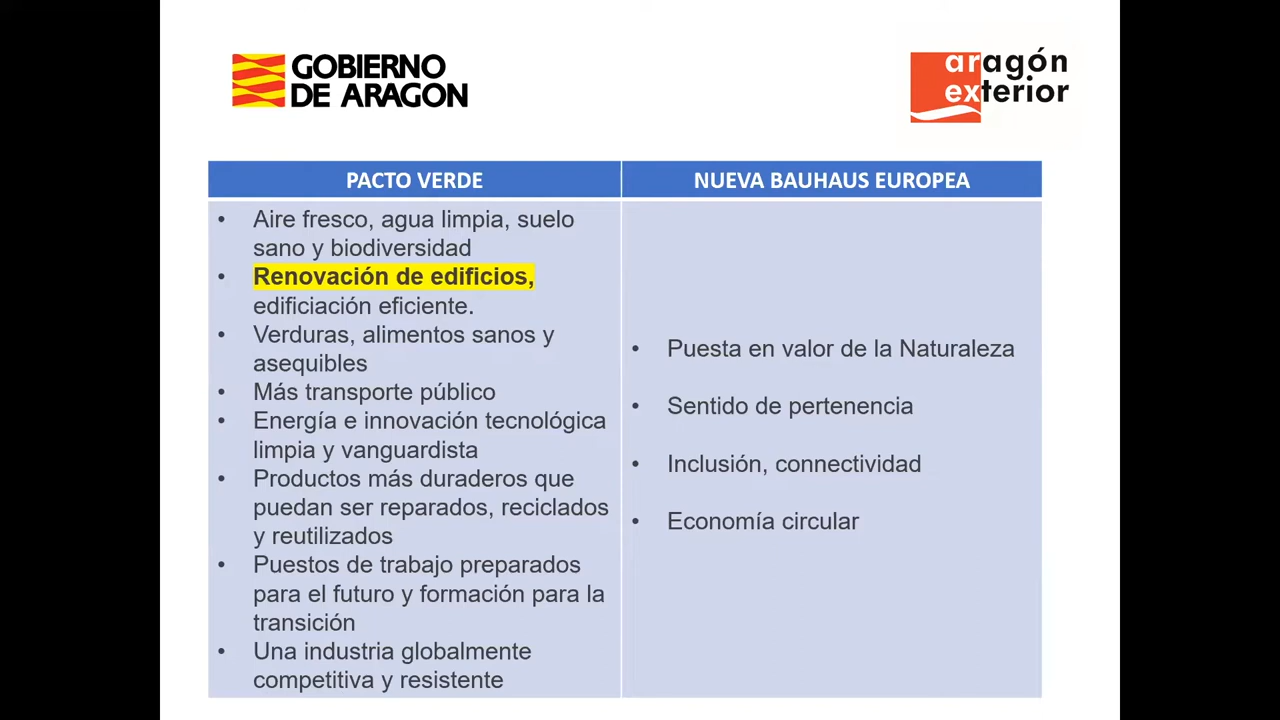 GOBIERNO
DE ARAGON
aragón
exterior
PACTO VERDE
NUEVA BAUHAUS EUROPEA
• Aire fresco, agua limpia, suelo
sano y biodiversidad
• Renovación de edificios,
edificiación eficiente.
• Verduras, alimentos sanos y
asequibles
• Más transporte público
• Energía e innovación tecnológica
limpia y vanguardista
• Productos más duraderos que
puedan ser reparados, reciclados
y reutilizados
• Puestos de trabajo preparados
para el futuro y formación para la
transición
• Una industria globalmente
competitiva y resistente
• Puesta en valor de la Naturaleza
• Sentido de pertenencia
• Inclusión, connectividad
• Economía circular